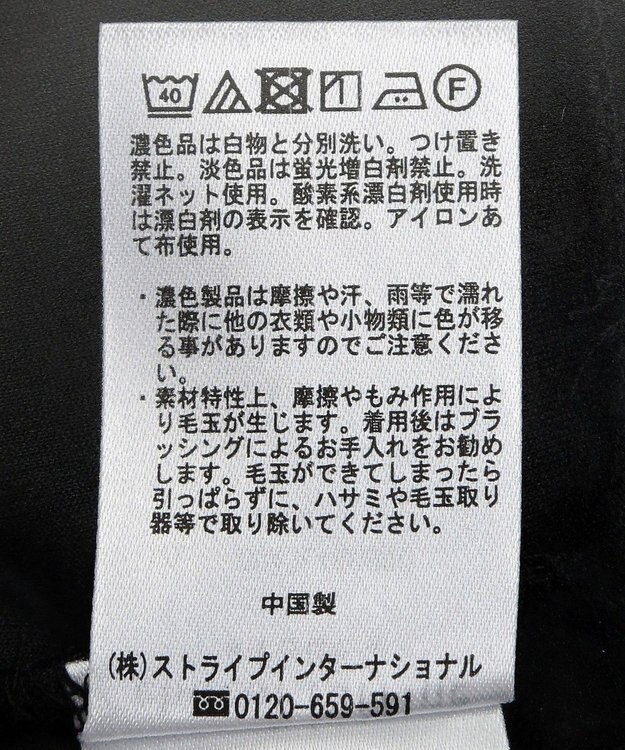 40 F
濃色品は白物と分別洗い。つけ置き
禁止。淡色品は蛍光増白剤禁止。洗
濯ネット使用。酸素系漂白剤使用時
は漂白剤の表示を確認。アイロンあ
て布使用。
・濃色製品は摩擦や汗、雨等で濡れ
た際に他の衣類や小物類に色が移
る事がありますのでご注意くださ
い。
・素材特性上、摩擦やもみ作用によ
り毛玉が生じます。着用後はブラ
ッシングによるお手入れをお勧め
します。毛玉ができてしまったら
引っぱらずに、ハサミや毛玉取り
器等で取り除いてください。
中国製
(株)ストライプインターナショナル
0120-659-591